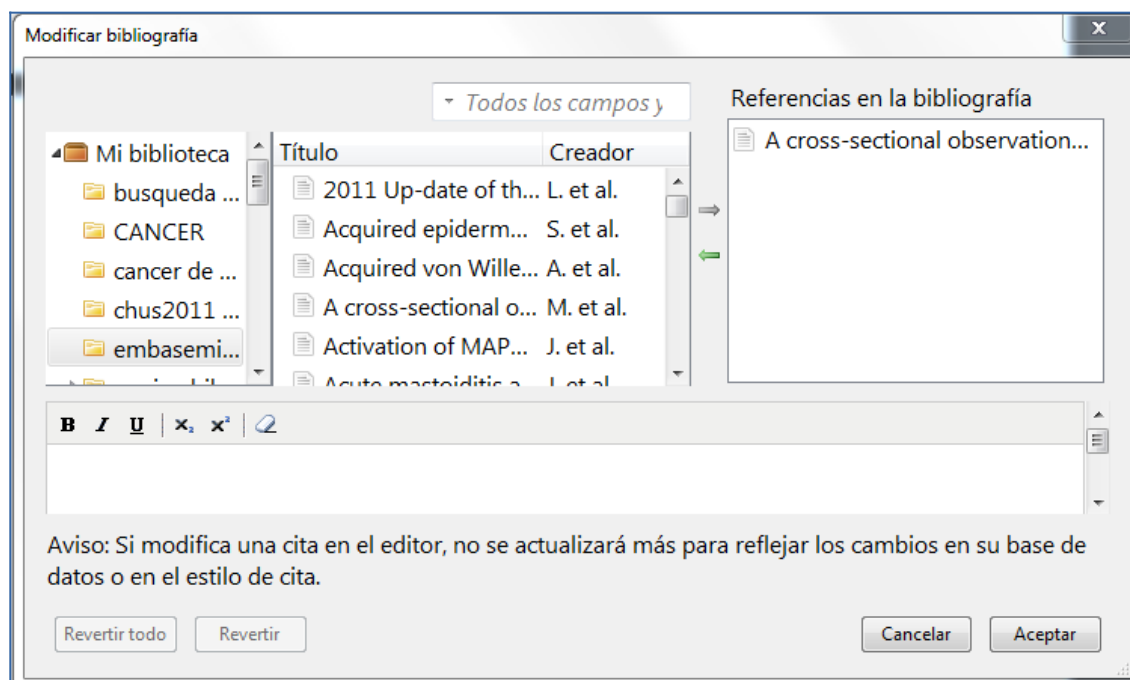 Modificar bibliografía
x
Todos los campos y
Referencias en la bibliografía
Mi biblioteca
busqueda ...
CANCER
cancer de ...
chus2011 ...
embasemi...
Título Creador
2011 Up-date of th... L. et al.
Acquired epiderm... S. et al.
Acquired von Wille... A. et al.
A cross-sectional o... M. et al.
Activation of MAP... J. et al.
Acute mastoiditis a... J. et al.
A cross-sectional observation...
B I U x₂ x²
Aviso: Si modifica una cita en el editor, no se actualizará más para reflejar los cambios en su base de
datos o en el estilo de cita.
Revertir todo Revertir Cancelar Aceptar